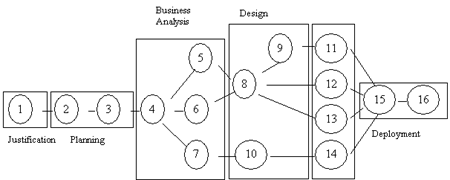 Business
Analysis
Design
1
2
3
4
5
6
7
8
9
10
11
12
13
14
15
16
Justification
Planning
Deployment